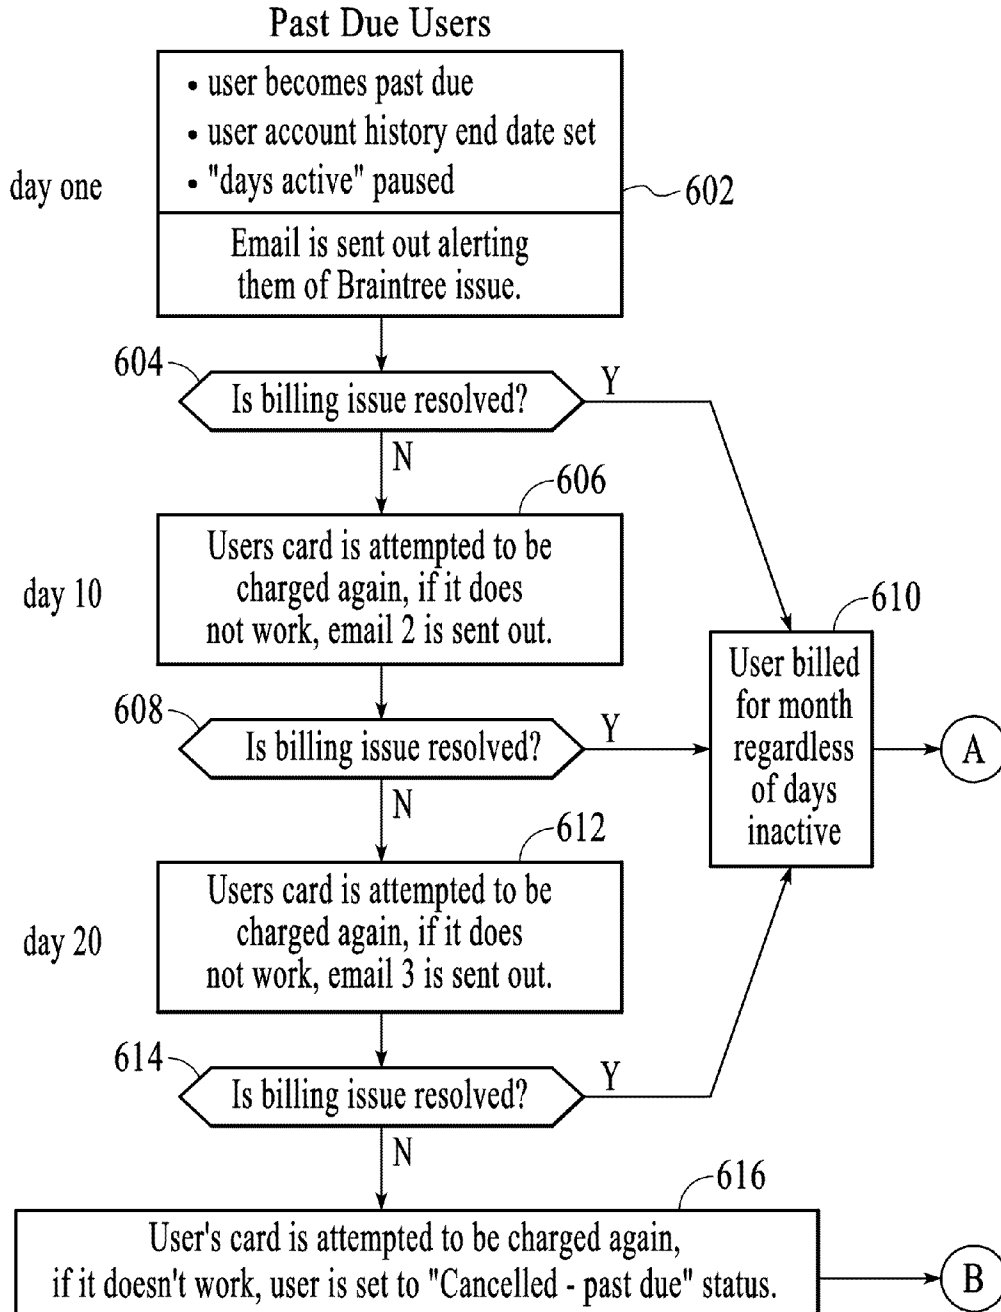 Past Due Users
• user becomes past due
• user account history end date set
• "days active" paused
day one
602
Email is sent out alerting
them of Braintree issue.
604
Is billing issue resolved?
Y
N
606
Users card is attempted to be
charged again, if it does
not work, email 2 is sent out.
day 10
610
User billed
for month
regardless
of days
inactive
A
608
Is billing issue resolved?
Y
N
612
Users card is attempted to be
charged again, if it does
not work, email 3 is sent out.
day 20
614
Is billing issue resolved?
Y
N
616
User's card is attempted to be charged again,
if it doesn't work, user is set to "Cancelled - past due" status.
B